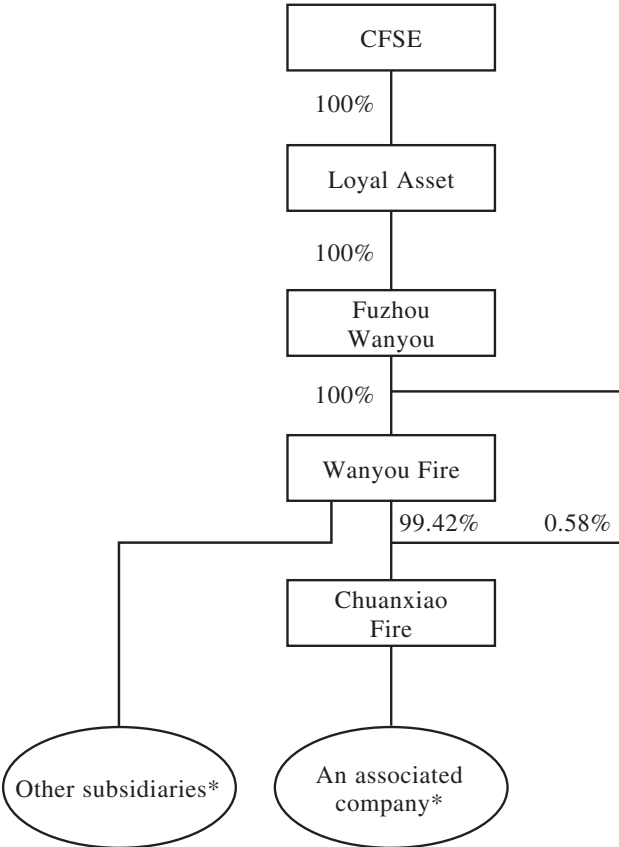 CFSE
100%
Loyal Asset
100%
Fuzhou
Wanyou
100%
Wanyou Fire
99.42%
0.58%
Chuanxiao
Fire
Other subsidiaries*
An associated
company*